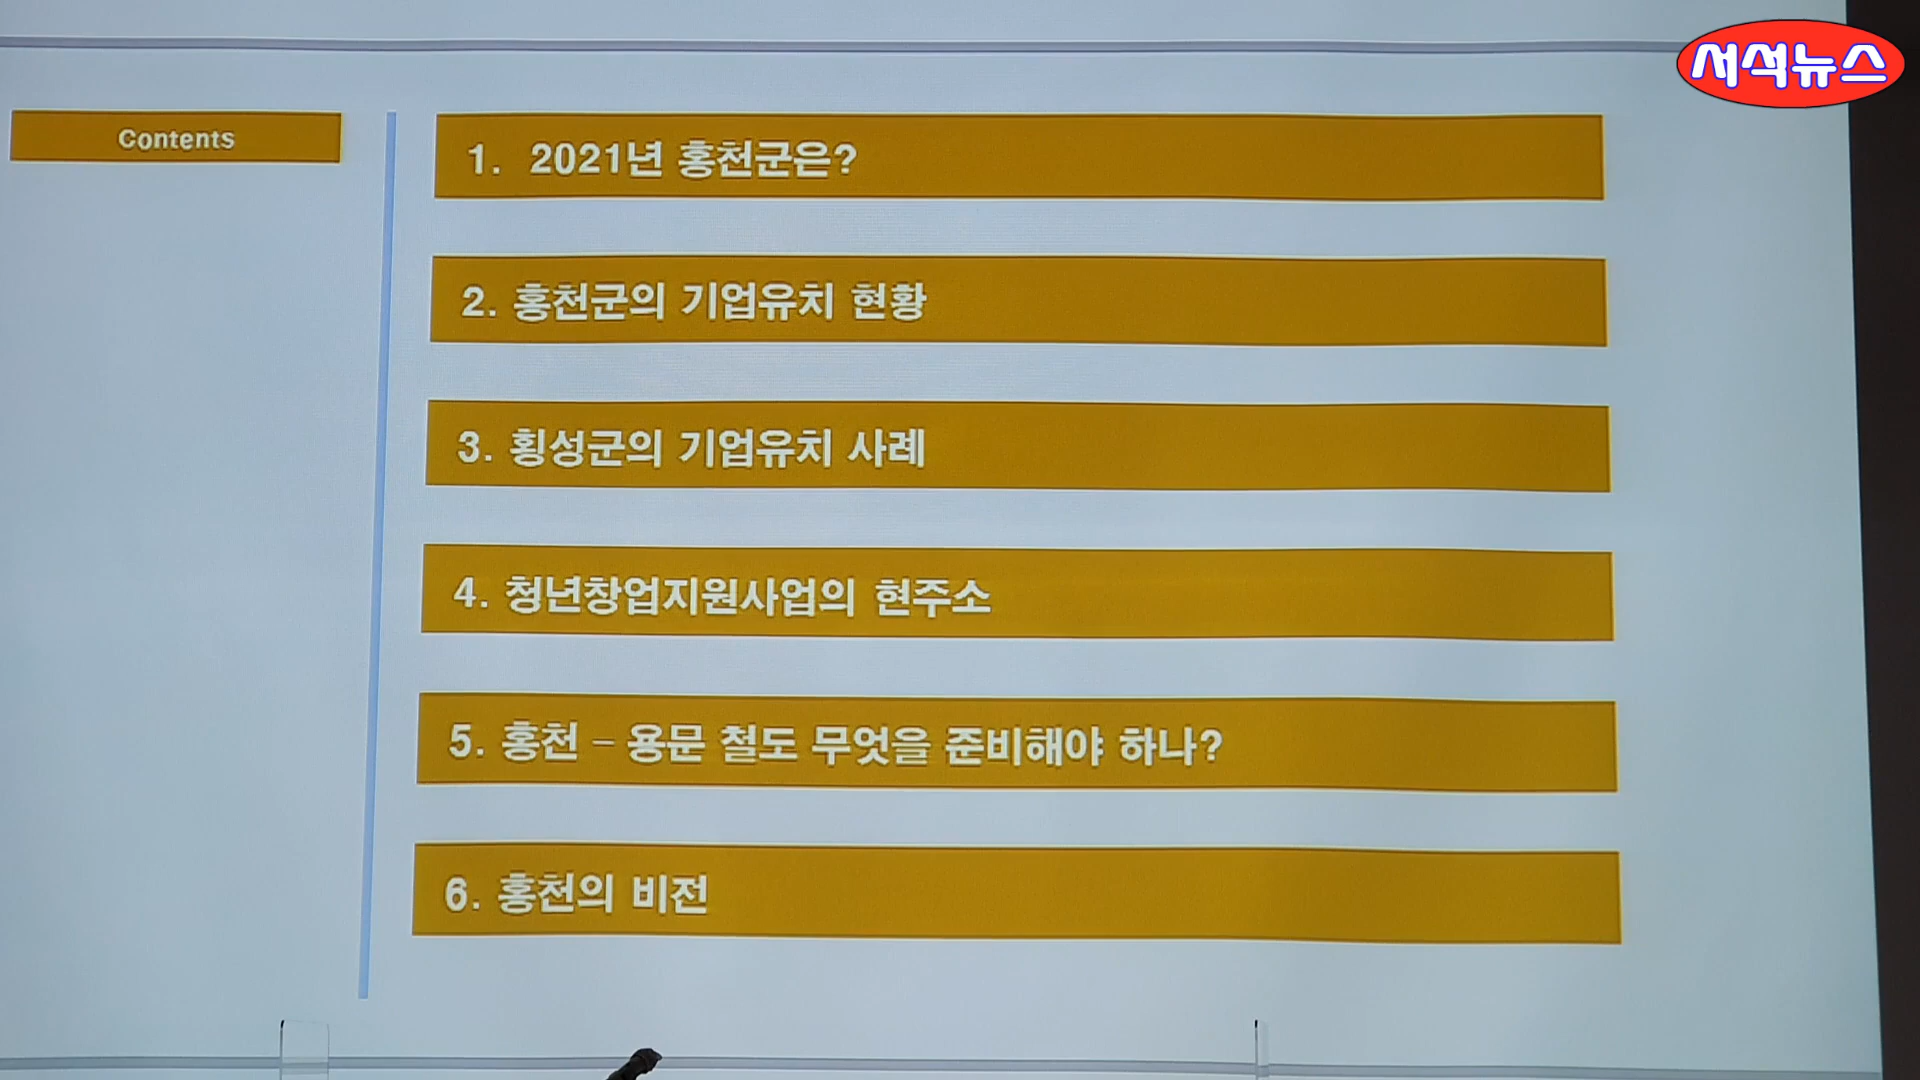 서석뉴스
Contents
1. 2021년 홍천군은?
2. 홍천군의 기업유치 현황
3. 횡성군의 기업유치 사례
4. 청년창업지원사업의 현주소
5. 홍천 – 용문 철도 무엇을 준비해야 하나?
6. 홍천의 비전